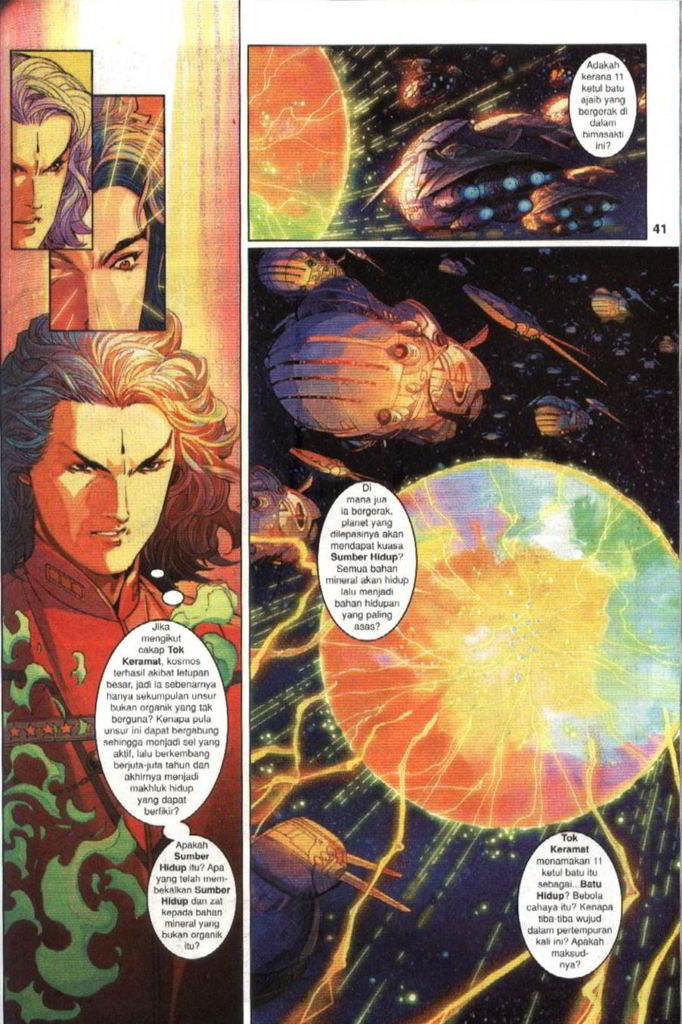 Jika
mengikut
cakap Tok
Keramat, kosmos
terhasil akibat letupan
besar, jadi ia sebenarnya
hanya sekumpulan unsur
bukan organik yang tak
berguna? Kenapa pula
unsur ini dapat bergabung
sehingga menjadi sel yang
aktif, lalu berkembang
berjuta-juta tahun dan
akhirnya menjadi
makhluk hidup
yang dapat
berfikir?
Apakah
Sumber
Hidup itu? Apa
yang telah mem-
bekalkan Sumber
Hidup dan zat
kepada bahan
mineral yang
bukan organik
itu?
Adakah
kerana 11
ketul batu
ajaib yang
bergerak di
dalam
bimasakti
ini?
41
Di
mana jua
ia bergerak,
planet yang
dilepasinya akan
mendapat kuasa
Sumber Hidup?
Semua bahan
mineral akan hidup
lalu menjadi
bahan hidupan
yang paling
asas?
Tok
Keramat
menamakan 11
ketul batu itu
sebagai...Batu
Hidup? Bebola
cahaya itu? Kenapa
tiba-tiba wujud
dalam pertempuran
kali ini? Apakah
maksud-
nya?